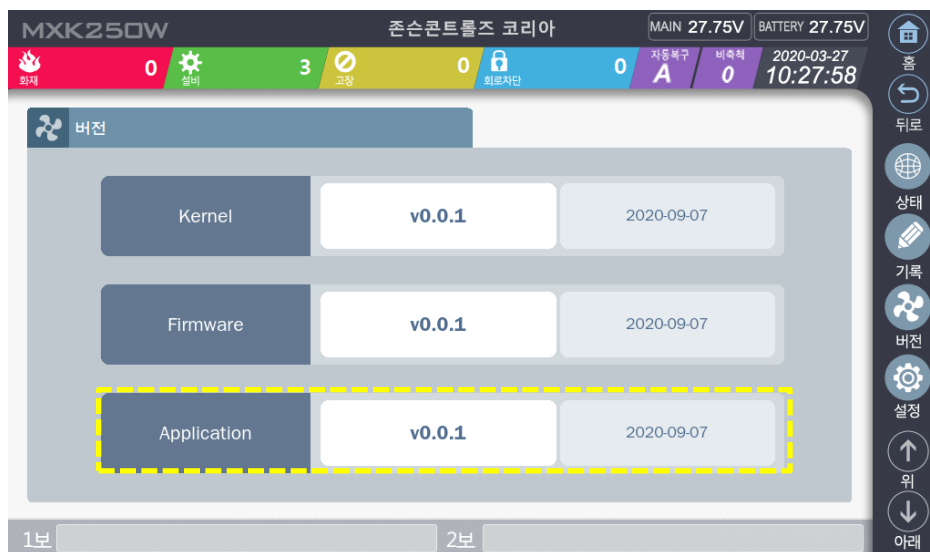 MXK250W 존슨콘트롤즈 코리아 MAIN 27.75V BATTERY 27.75V
화재 0 설비 3 고장 0 회로차단 0 자동복구 A 비축척 0 2020-03-27 10:27:58
홈
뒤로
버전
Kernel v0.0.1 2020-09-07
상태
기록
Firmware v0.0.1 2020-09-07
버전
설정
Application v0.0.1 2020-09-07
위
1보 2보
아래